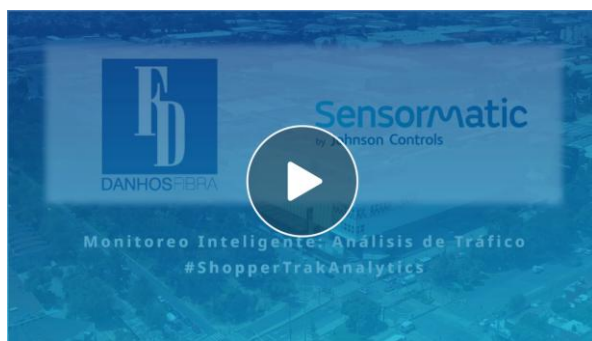 FD
DANHOSFIBRA
Sensormatic
by Johnson Controls
Monitoreo Inteligente: Análisis de Tráfico
#ShopperTrakAnalytics